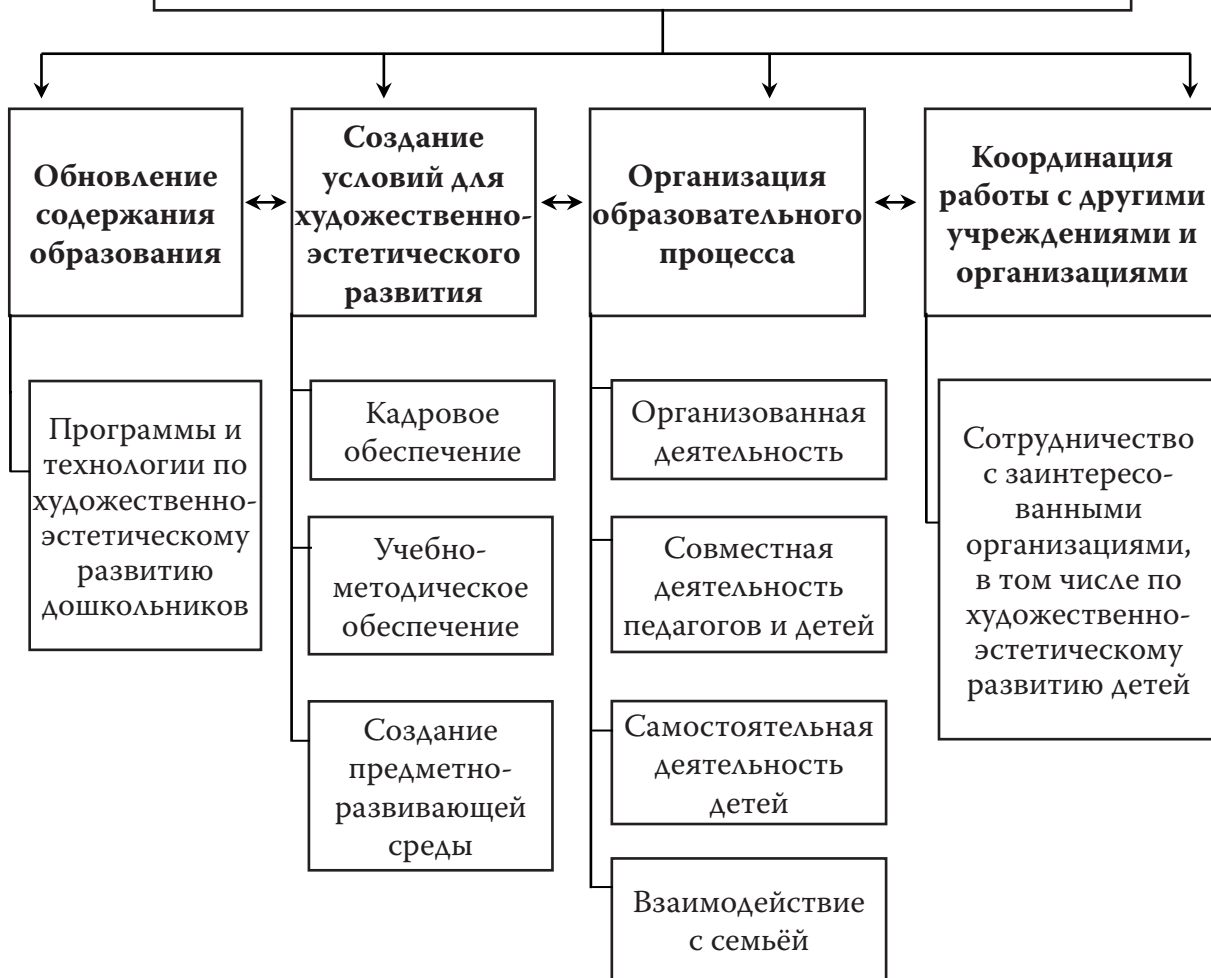 Обновление
содержания
образования
Создание
условий для
художественно-
эстетического
развития
Организация
образовательного
процесса
Координация
работы с другими
учреждениями и
организациями
Программы и
технологии по
художественно-
эстетическому
развитию
дошкольников
Кадровое
обеспечение
Учебно-
методическое
обеспечение
Создание
предметно-
развивающей
среды
Организованная
деятельность
Совместная
деятельность
педагогов и детей
Самостоятельная
деятельность
детей
Взаимодействие
с семьёй
Сотрудничество
с заинтересо-
ванными
организациями,
в том числе по
художественно-
эстетическому
развитию детей